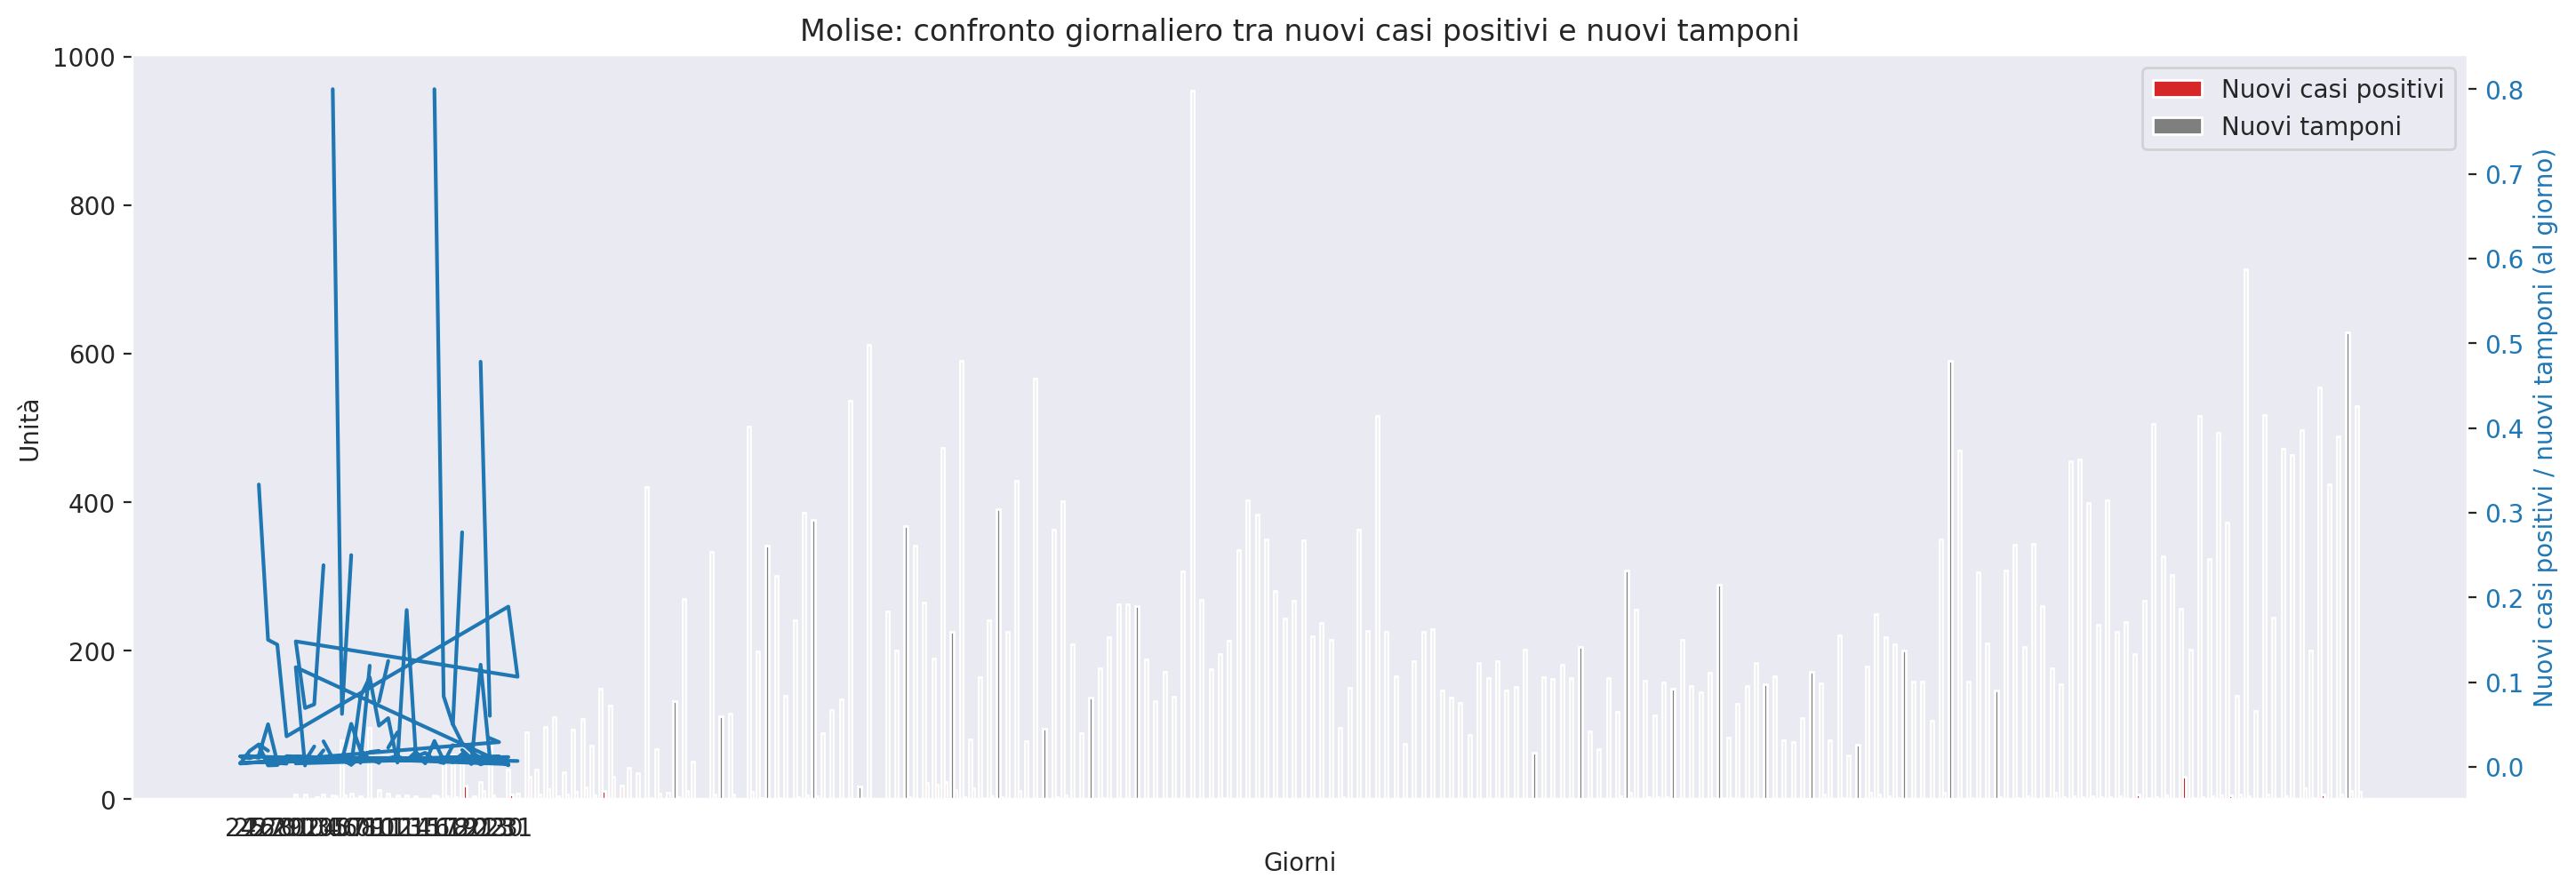 Molise: confronto giornaliero tra nuovi casi positivi e nuovi tamponi
1000
800
600
400
200
0
Unità
Nuovi casi positivi
Nuovi tamponi
0.8
0.7
0.6
0.5
0.4
0.3
0.2
0.1
0.0
Nuovi casi positivi / nuovi tamponi (al giorno)
Giorni